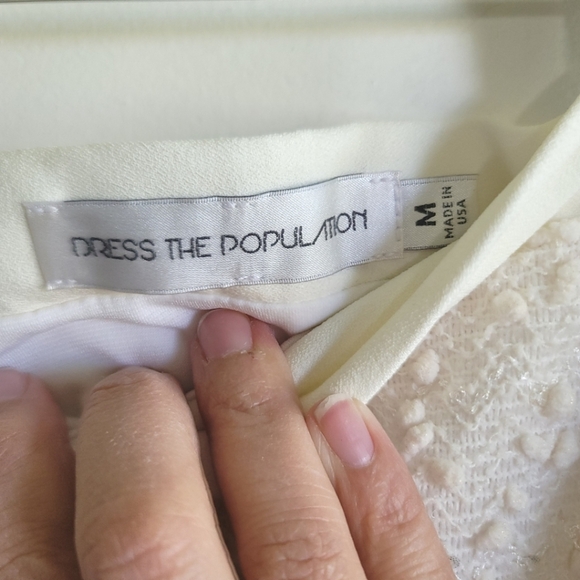 DRESS THE POPULATION
M
MADE IN
USA